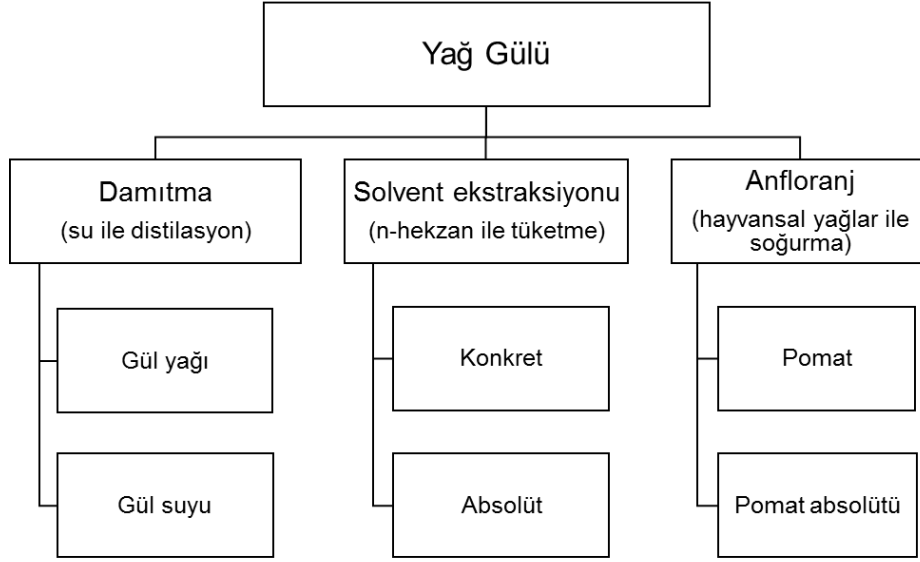 Yağ Gülü
Damıtma
(su ile distilasyon)
Gül yağı
Gül suyu
Solvent ekstraksiyonu
(n-hekzan ile tüketme)
Konkret
Absolüt
Anfloranj
(hayvansal yağlar ile
soğurma)
Pomat
Pomat absolütü